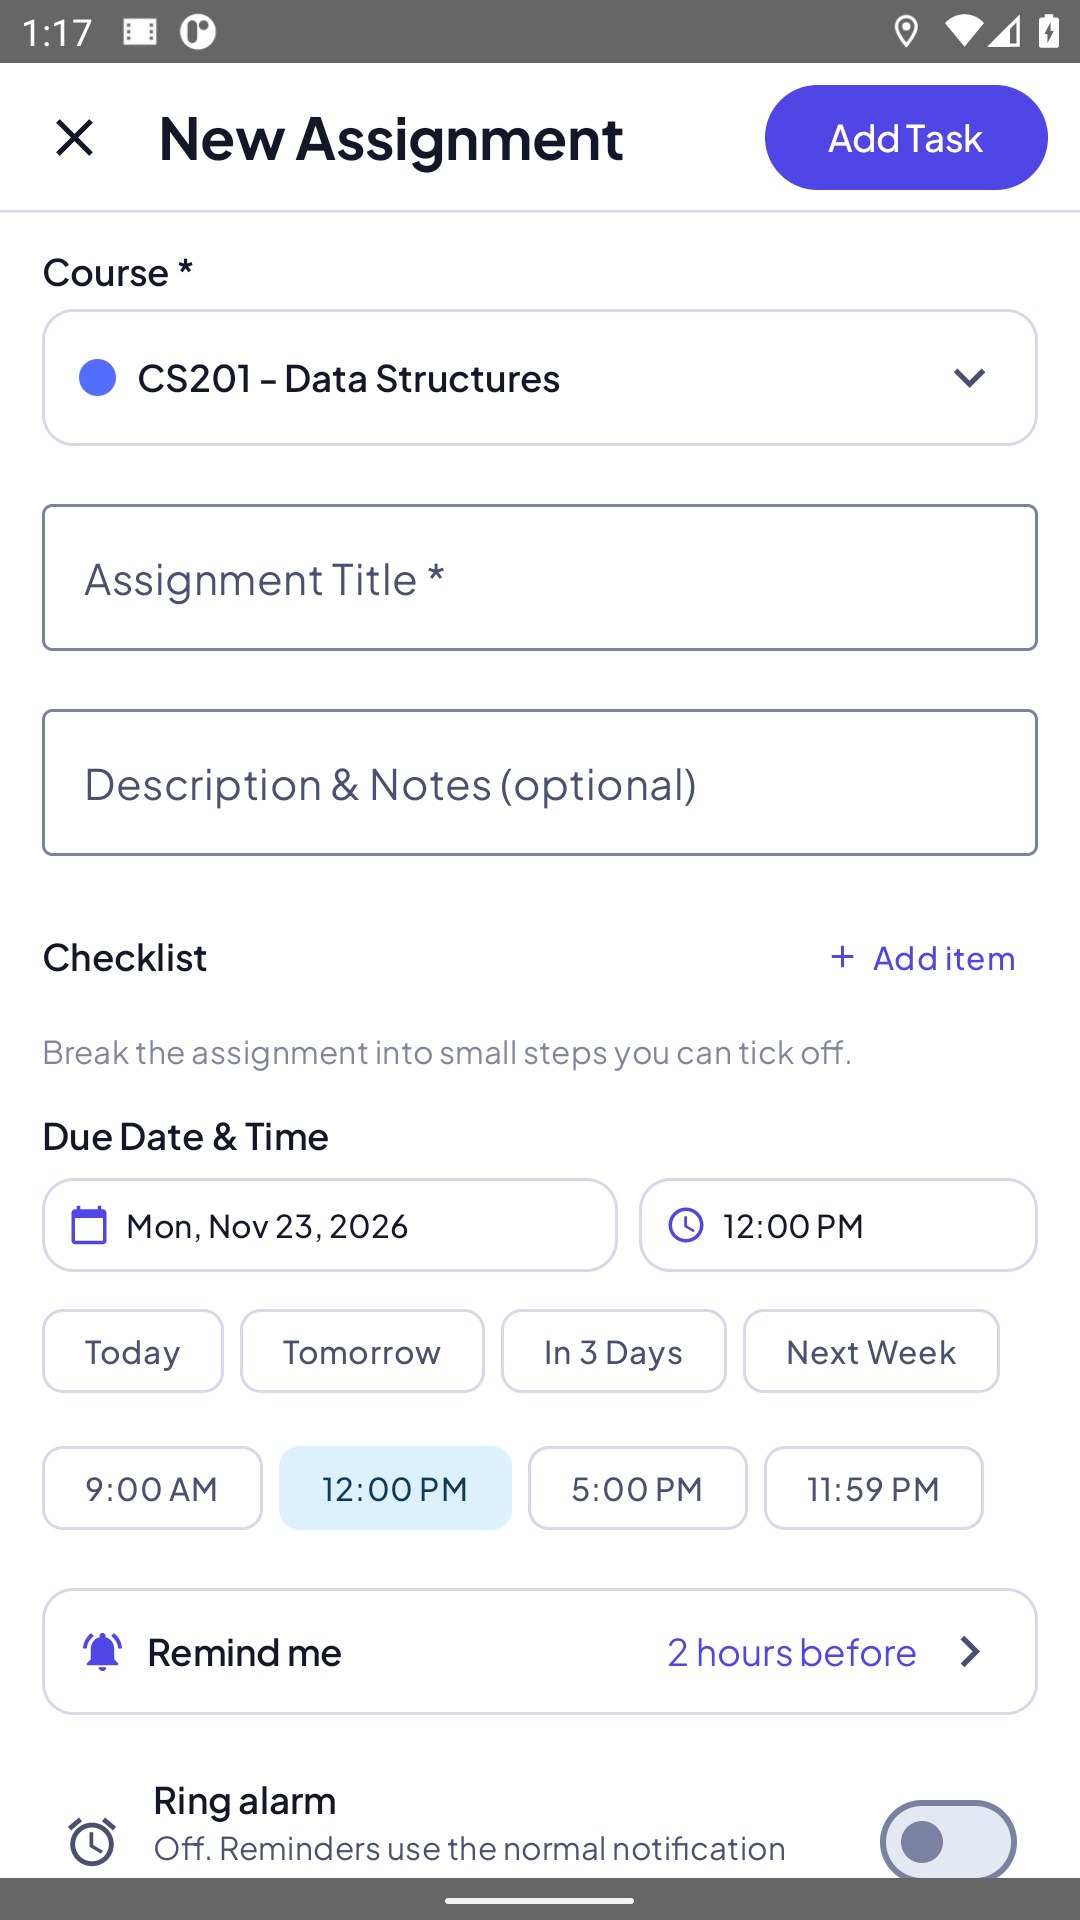 1:17
New Assignment
Add Task
Course *
CS201 - Data Structures
Assignment Title *
Description & Notes (optional)
Checklist
+ Add item
Break the assignment into small steps you can tick off.
Due Date & Time
Mon, Nov 23, 2026
12:00 PM
Today
Tomorrow
In 3 Days
Next Week
9:00 AM
12:00 PM
5:00 PM
11:59 PM
Remind me
2 hours before
Ring alarm
Off. Reminders use the normal notification